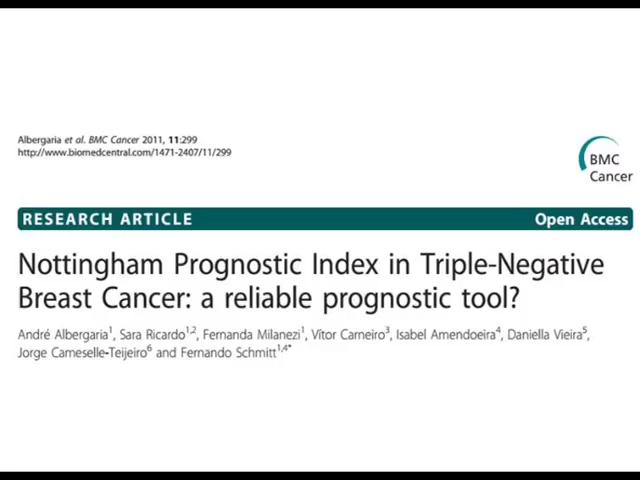 Albergaria et al. BMC Cancer 2011, 11:299
http://www.biomedcentral.com/1471-2407/11/299
BMC
Cancer
RESEARCH ARTICLE Open Access
Nottingham Prognostic Index in Triple-Negative
Breast Cancer: a reliable prognostic tool?
André Albergaria1, Sara Ricardo1,2, Fernanda Milanezi1, Vítor Carneiro3, Isabel Amendoeira4, Daniella Vieira5,
Jorge Cameselle-Teijeiro6 and Fernando Schmitt1,4*